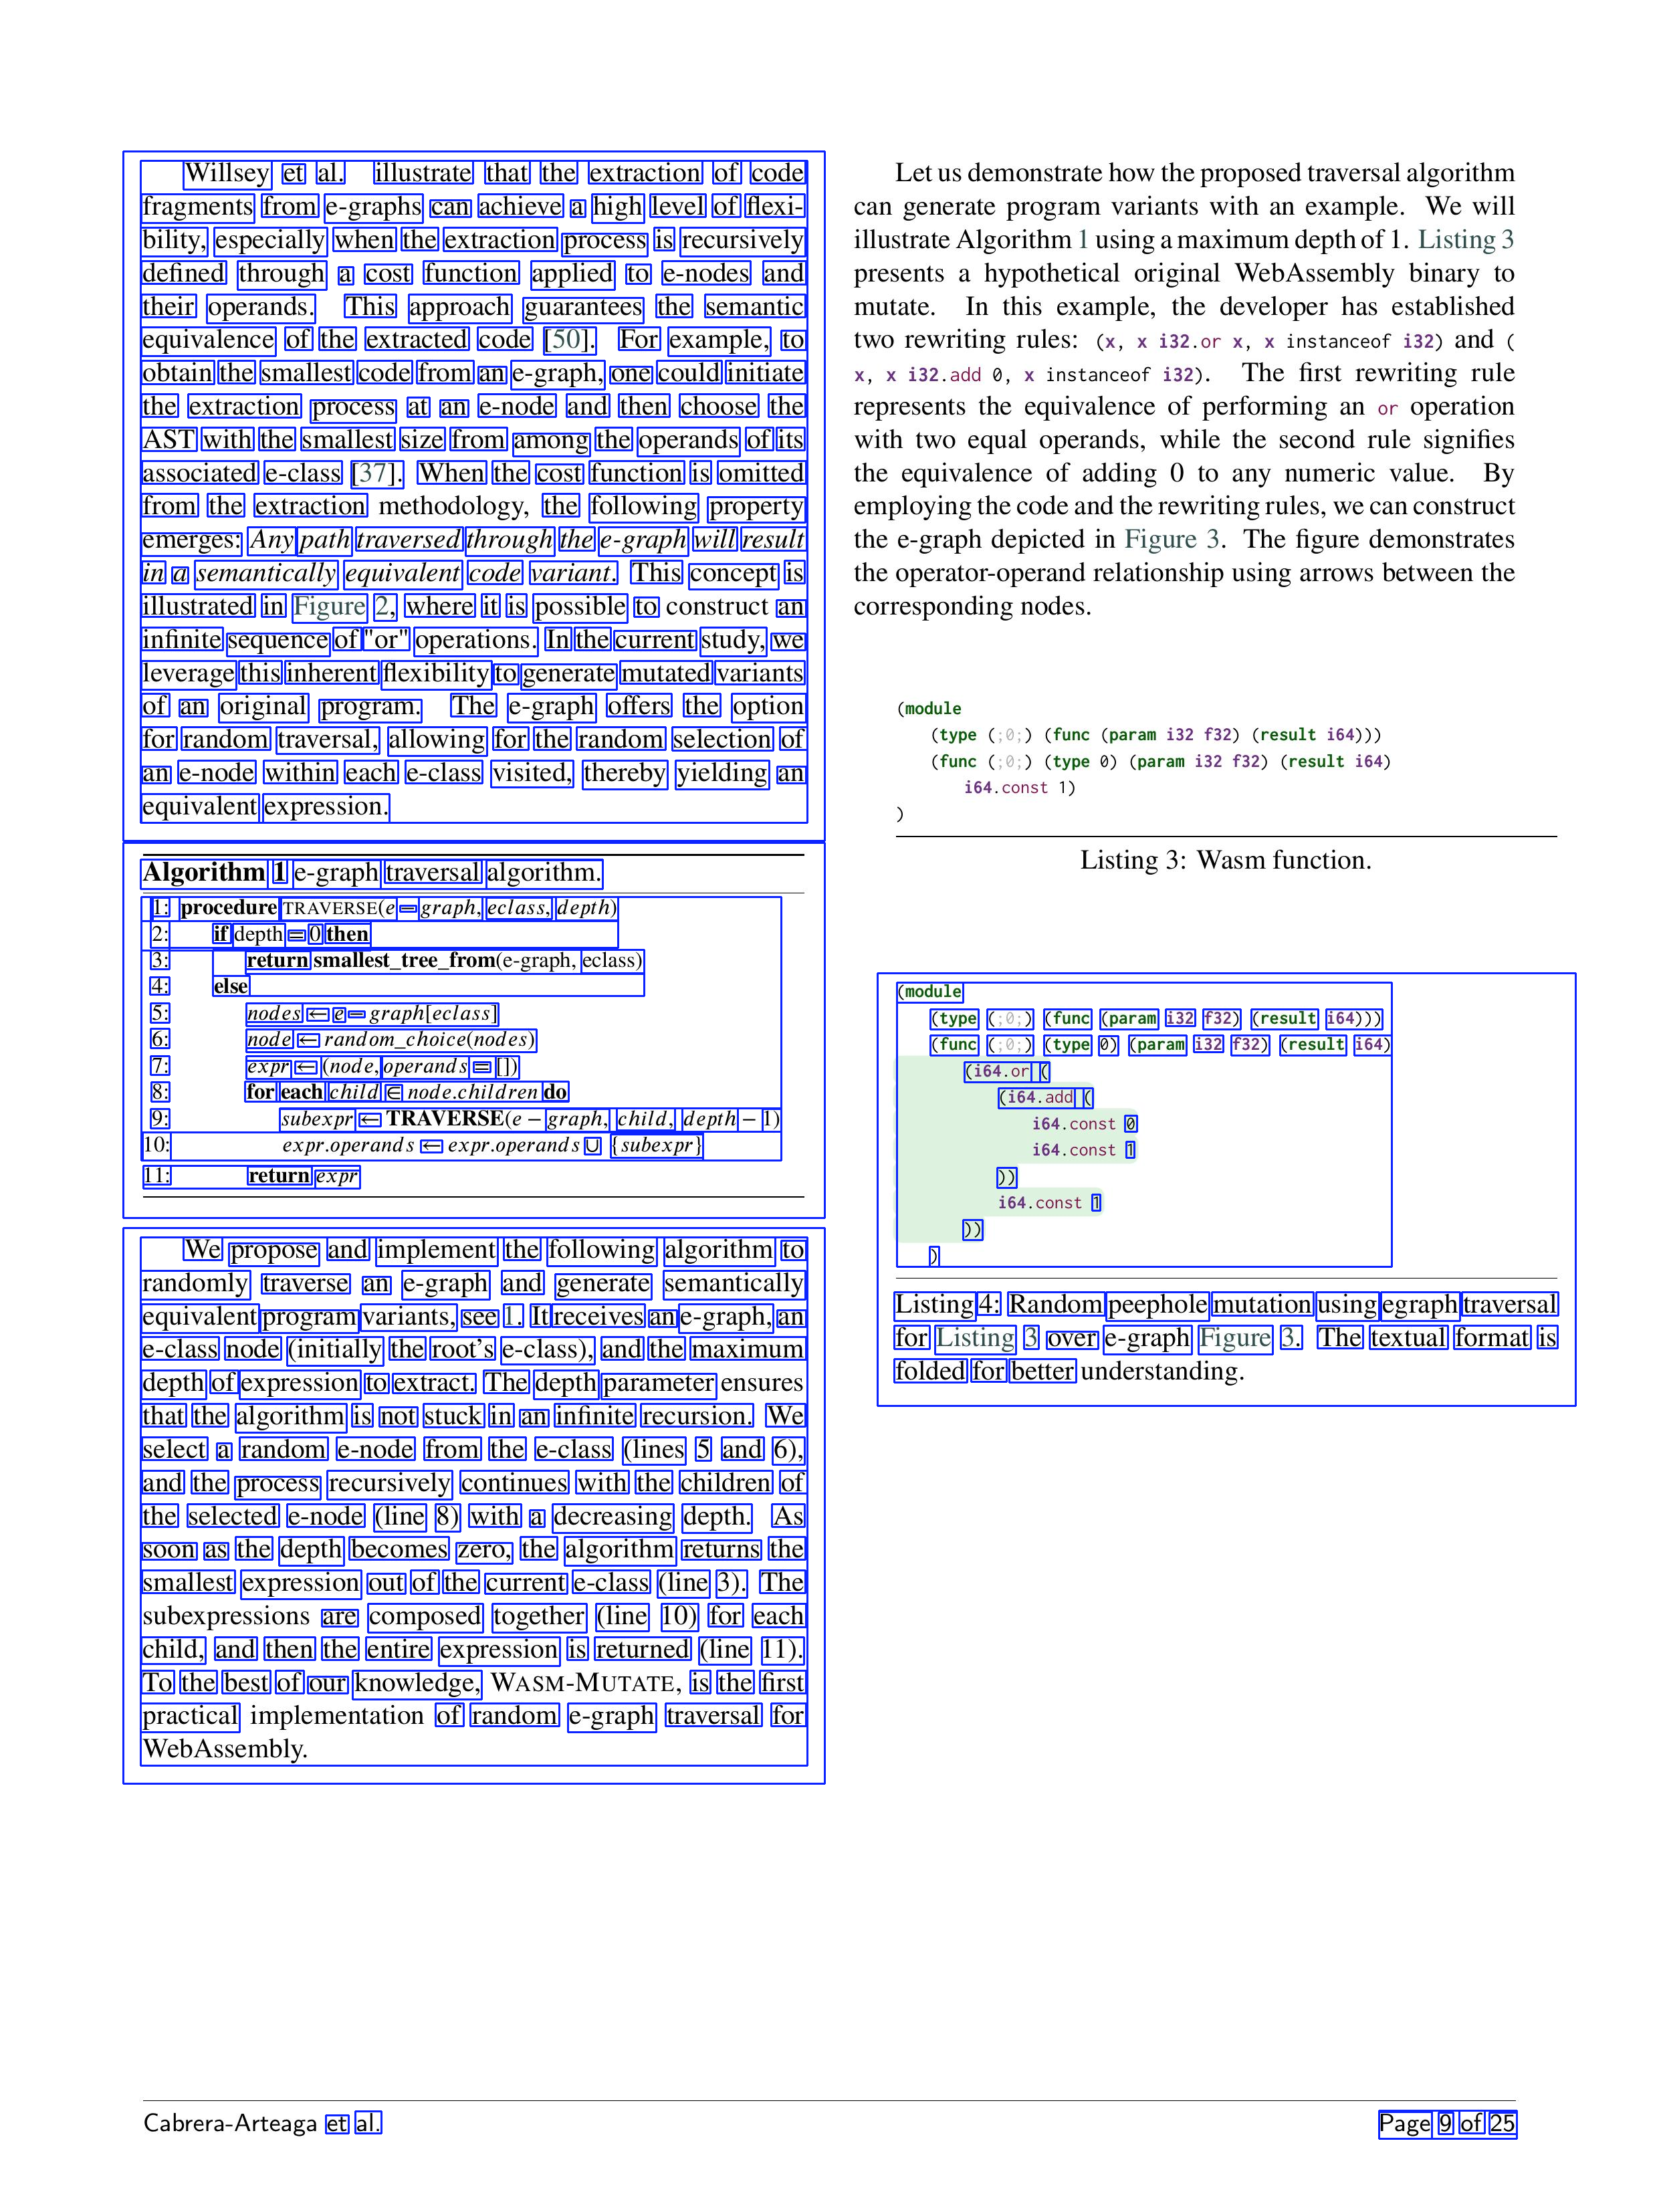 Willsey et al. illustrate that the extraction of code
fragments from e-graphs can achieve a high level of flexi-
bility, especially when the extraction process is recursively
defined through a cost function applied to e-nodes and
their operands. This approach guarantees the semantic
equivalence of the extracted code [50]. For example, to
obtain the smallest code from an e-graph, one could initiate
the extraction process at an e-node and then choose the
AST with the smallest size from among the operands of its
associated e-class [37]. When the cost function is omitted
from the extraction methodology, the following property
emerges: Any path traversed through the e-graph will result
in a semantically equivalent code variant. This concept is
illustrated in Figure 2, where it is possible to construct an
infinite sequence of "or" operations. In the current study, we
leverage this inherent flexibility to generate mutated variants
of an original program. The e-graph offers the option
for random traversal, allowing for the random selection of
an e-node within each e-class visited, thereby yielding an
equivalent expression.
Algorithm 1 e-graph traversal algorithm.
1: procedure TRAVERSE(e − graph, eclass, depth)
2: if depth = 0 then
3: return smallest_tree_from(e-graph, eclass)
4: else
5: nodes ← e − graph[eclass]
6: node ← random_choice(nodes)
7: expr ← (node, operands = [])
8: for each child ∈ node.children do
9: subexpr ← TRAVERSE(e − graph, child, depth − 1)
10: expr.operands ← expr.operands ∪ {subexpr}
11: return expr
We propose and implement the following algorithm to
randomly traverse an e-graph and generate semantically
equivalent program variants, see 1. It receives an e-graph, an
e-class node (initially the root's e-class), and the maximum
depth of expression to extract. The depth parameter ensures
that the algorithm is not stuck in an infinite recursion. We
select a random e-node from the e-class (lines 5 and 6),
and the process recursively continues with the children of
the selected e-node (line 8) with a decreasing depth. As
soon as the depth becomes zero, the algorithm returns the
smallest expression out of the current e-class (line 3). The
subexpressions are composed together (line 10) for each
child, and then the entire expression is returned (line 11).
To the best of our knowledge, WASM-MUTATE, is the first
practical implementation of random e-graph traversal for
WebAssembly.
Let us demonstrate how the proposed traversal algorithm
can generate program variants with an example. We will
illustrate Algorithm 1 using a maximum depth of 1. Listing 3
presents a hypothetical original WebAssembly binary to
mutate. In this example, the developer has established
two rewriting rules: (x, x i32.or x, x instanceof i32) and (
x, x i32.add 0, x instanceof i32). The first rewriting rule
represents the equivalence of performing an or operation
with two equal operands, while the second rule signifies
the equivalence of adding 0 to any numeric value. By
employing the code and the rewriting rules, we can construct
the e-graph depicted in Figure 3. The figure demonstrates
the operator-operand relationship using arrows between the
corresponding nodes.
(module
(type (;0;) (func (param i32 f32) (result i64)))
(func (;0;) (type 0) (param i32 f32) (result i64)
i64.const 1)
)
Listing 3: Wasm function.
(module
(type (;0;) (func (param i32 f32) (result i64)))
(func (;0;) (type 0) (param i32 f32) (result i64)
(i64.or (
(i64.add (
i64.const 0
i64.const 1
))
i64.const 1
))
)
Listing 4: Random peephole mutation using egraph traversal
for Listing 3 over e-graph Figure 3. The textual format is
folded for better understanding.
Cabrera-Arteaga et al.
Page 9 of 25